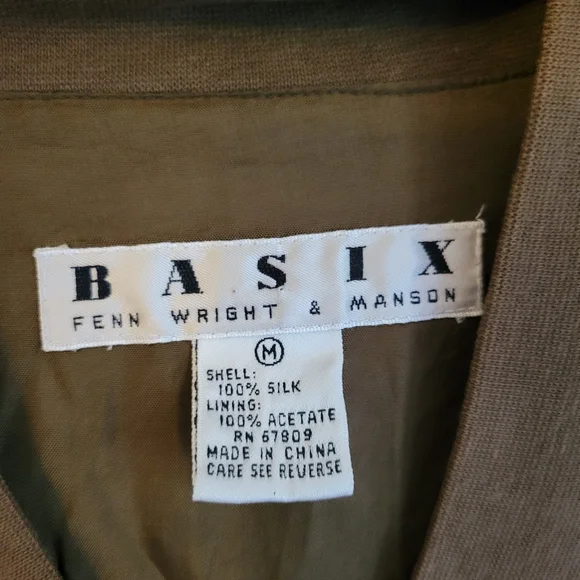 BASIX
FENN WRIGHT & MANSON
M
SHELL:
100% SILK
LINING:
100% ACETATE
RN 67809
MADE IN CHINA
CARE SEE REVERSE